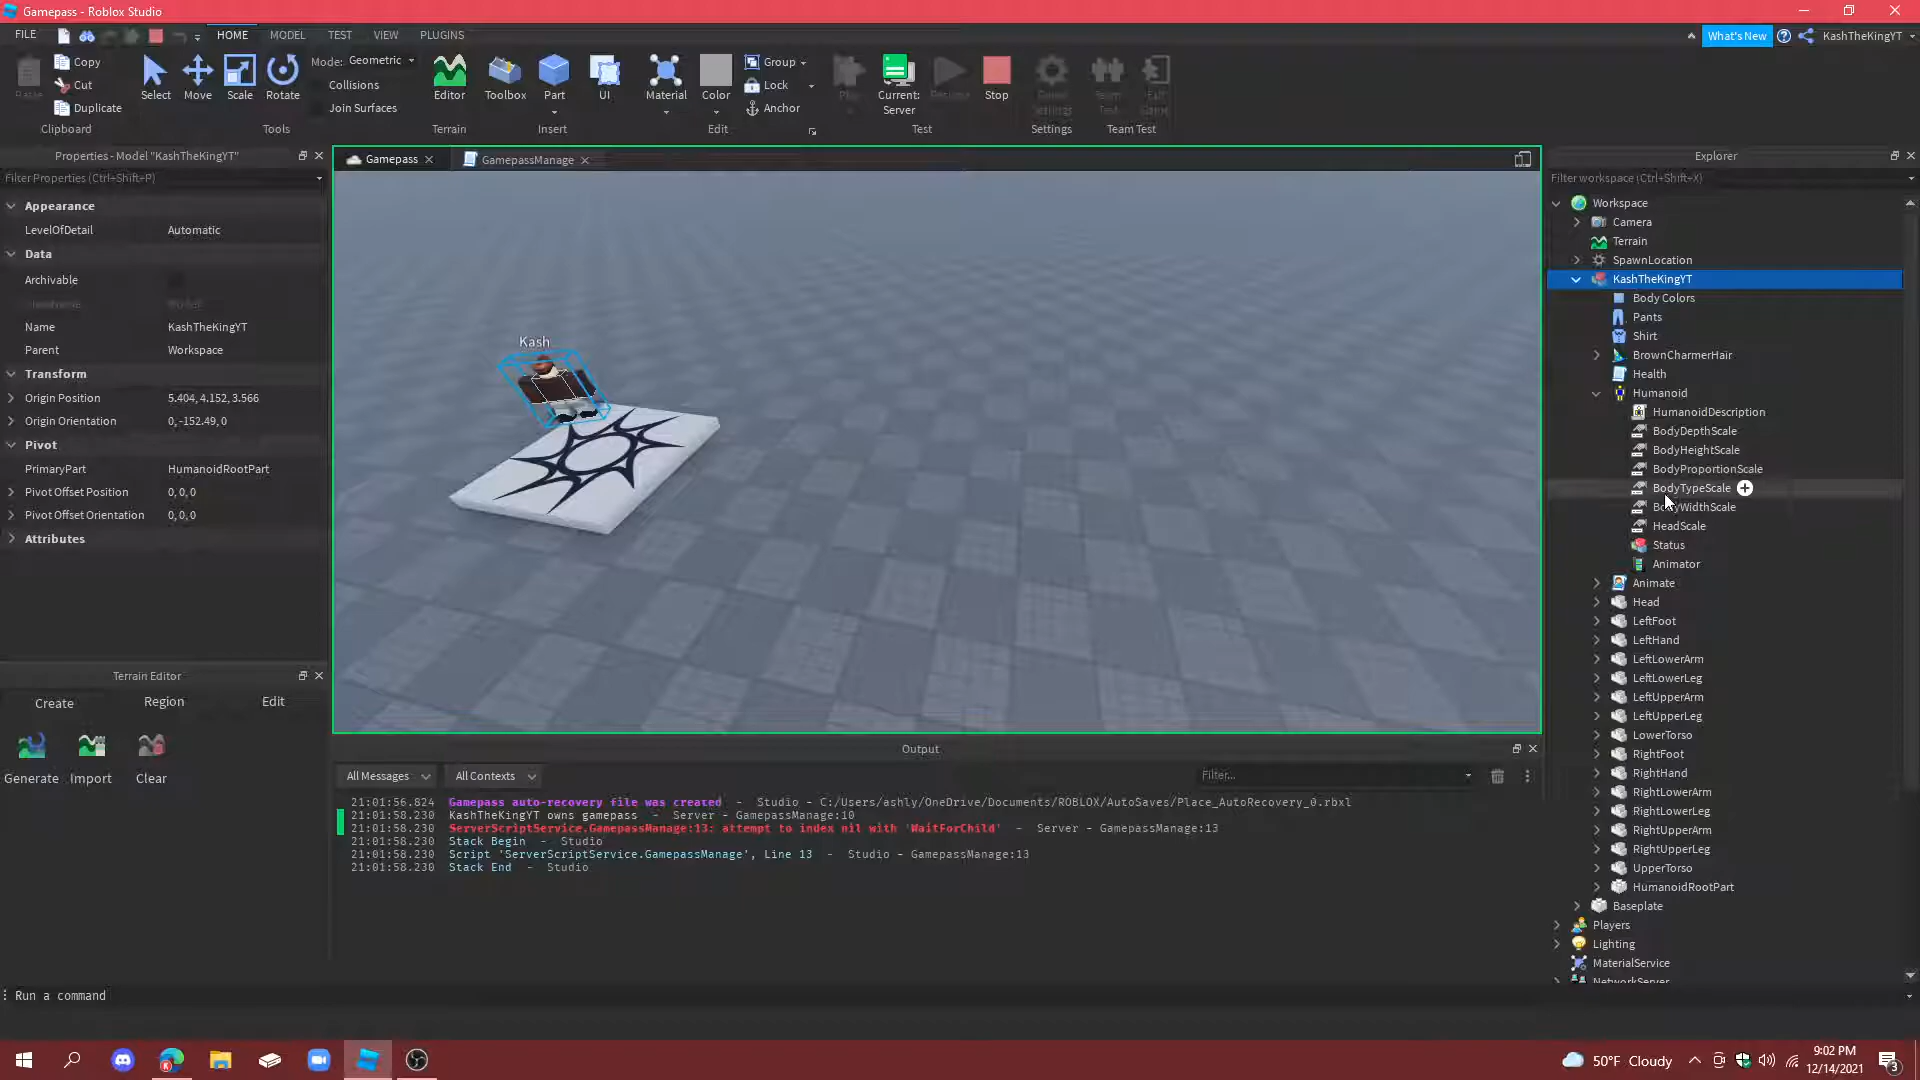 Gamepass - Roblox Studio
FILE
HOME
MODEL
TEST
VIEW
PLUGINS
What's New
KashTheKingYT
Copy
Cut
Duplicate
Clipboard
Select
Move
Scale
Rotate
Mode: Geometric
Collisions
Join Surfaces
Tools
Editor
Terrain
Toolbox
Part
UI
Insert
Material
Color
Group
Lock
Anchor
Edit
Current:
Server
Stop
Test
Settings
Team Test
Properties - Model "KashTheKingYT"
Filter Properties (Ctrl+Shift+P)
Appearance
LevelOfDetail Automatic
Data
Archivable
Name KashTheKingYT
Parent Workspace
Transform
Origin Position 5.404, 4.152, 3.566
Origin Orientation 0, -152.49, 0
Pivot
PrimaryPart HumanoidRootPart
Pivot Offset Position 0, 0, 0
Pivot Offset Orientation 0, 0, 0
Attributes
Terrain Editor
Create
Region
Edit
Generate
Import
Clear
Gamepass
GamepassManage
Kash
Output
All Messages
All Contexts
Filter...
21:01:56.824 Gamepass auto-recovery file was created - Studio - C:/Users/ashly/OneDrive/Documents/ROBLOX/AutoSaves/Place_AutoRecovery_0.rbxl
21:01:58.230 KashTheKingYT owns gamepass - Server - GamepassManage:10
21:01:58.230 ServerScriptService.GamepassManage:13: attempt to index nil with 'WaitForChild' - Server - GamepassManage:13
21:01:58.230 Stack Begin - Studio
21:01:58.230 Script 'ServerScriptService.GamepassManage', Line 13 - Studio - GamepassManage:13
21:01:58.230 Stack End - Studio
Explorer
Filter workspace (Ctrl+Shift+X)
Workspace
Camera
Terrain
SpawnLocation
KashTheKingYT
Body Colors
Pants
Shirt
BrownCharmerHair
Health
Humanoid
HumanoidDescription
BodyDepthScale
BodyHeightScale
BodyProportionScale
BodyTypeScale
BodyWidthScale
HeadScale
Status
Animator
Animate
Head
LeftFoot
LeftHand
LeftLowerArm
LeftLowerLeg
LeftUpperArm
LeftUpperLeg
LowerTorso
RightFoot
RightHand
RightLowerArm
RightLowerLeg
RightUpperArm
RightUpperLeg
UpperTorso
HumanoidRootPart
Baseplate
Players
Lighting
MaterialService
NetworkServer
Run a command
50°F Cloudy
9:02 PM
12/14/2021
3